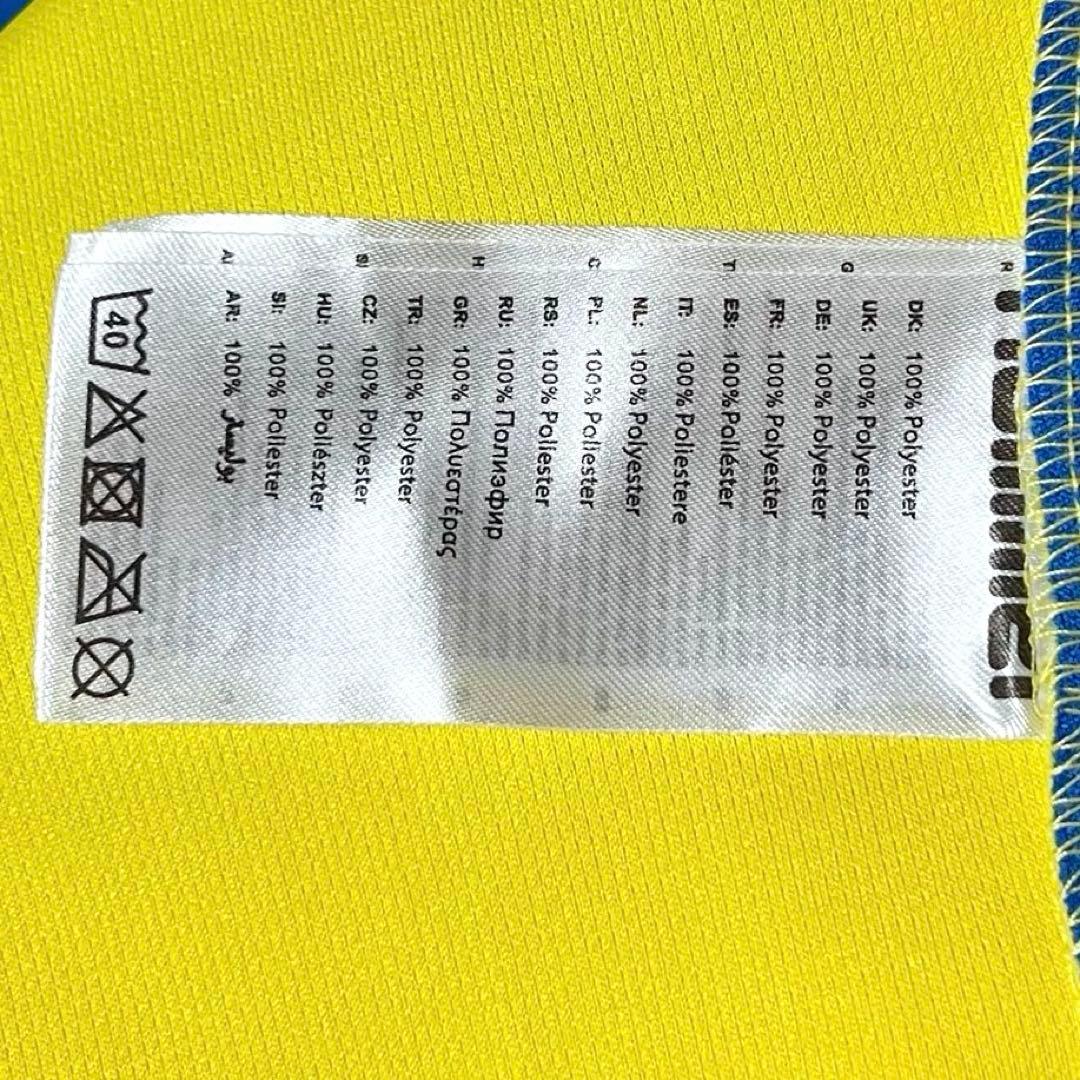 hummel
DK: 100% Polyester
UK: 100% Polyester
DE: 100% Polyester
FR: 100% Polyester
ES: 100% Poliéster
IT: 100% Poliestere
NL: 100% Polyester
PL: 100% Poliester
RS: 100% Poliester
RU: 100% Полиэфир
GR: 100% Πολυεστέρας
TR: 100% Polyester
CZ: 100% Polyester
HU: 100% Poliészter
SI: 100% Poliester
AR: 100% بوليستر
40